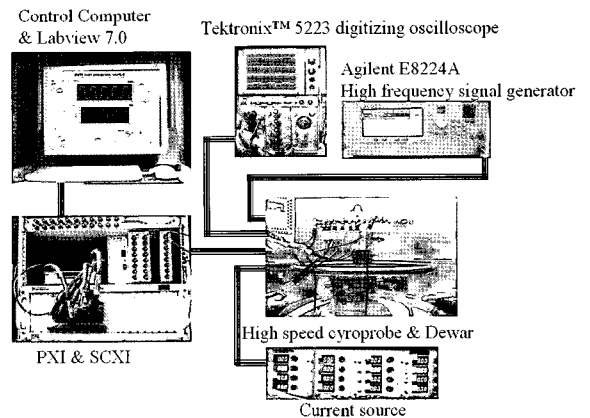 Control Computer
& Labview 7.0
Tektronix™ 5223 digitizing oscilloscope
Agilent E8224A
High frequency signal generator
High speed cyroprobe & Dewar
PXI & SCXI
Current source